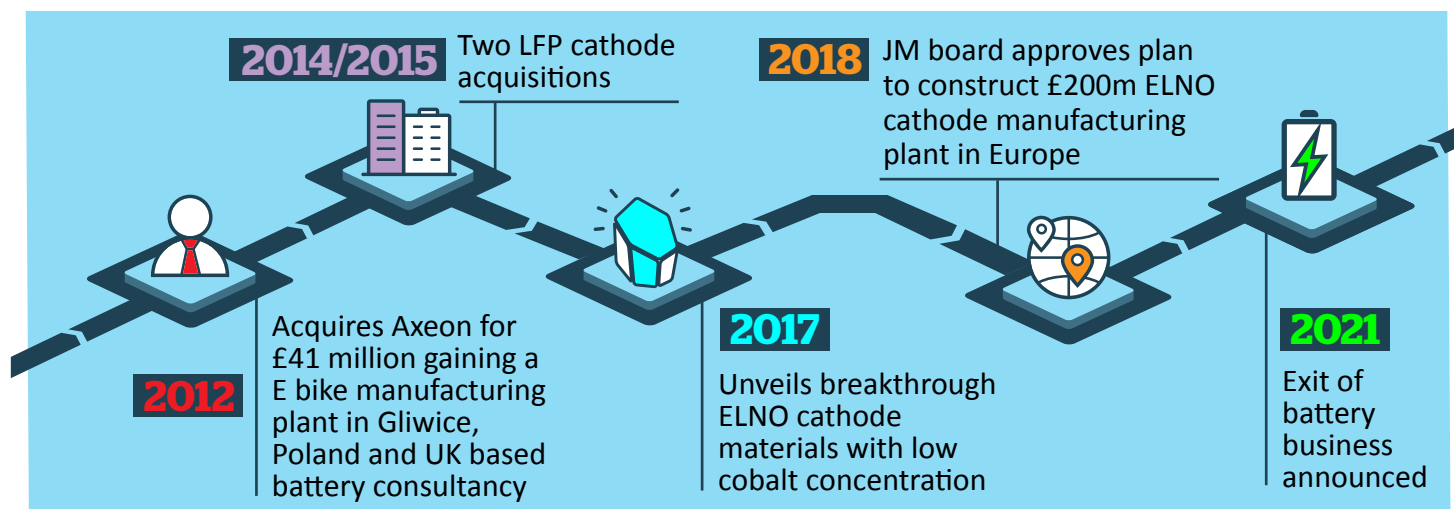 2012
Acquires Axeon for
£41 million gaining a
E bike manufacturing
plant in Gliwice,
Poland and UK based
battery consultancy
2014/2015
Two LFP cathode
acquisitions
2017
Unveils breakthrough
ELNO cathode
materials with low
cobalt concentration
2018
JM board approves plan
to construct £200m ELNO
cathode manufacturing
plant in Europe
2021
Exit of
battery
business
announced